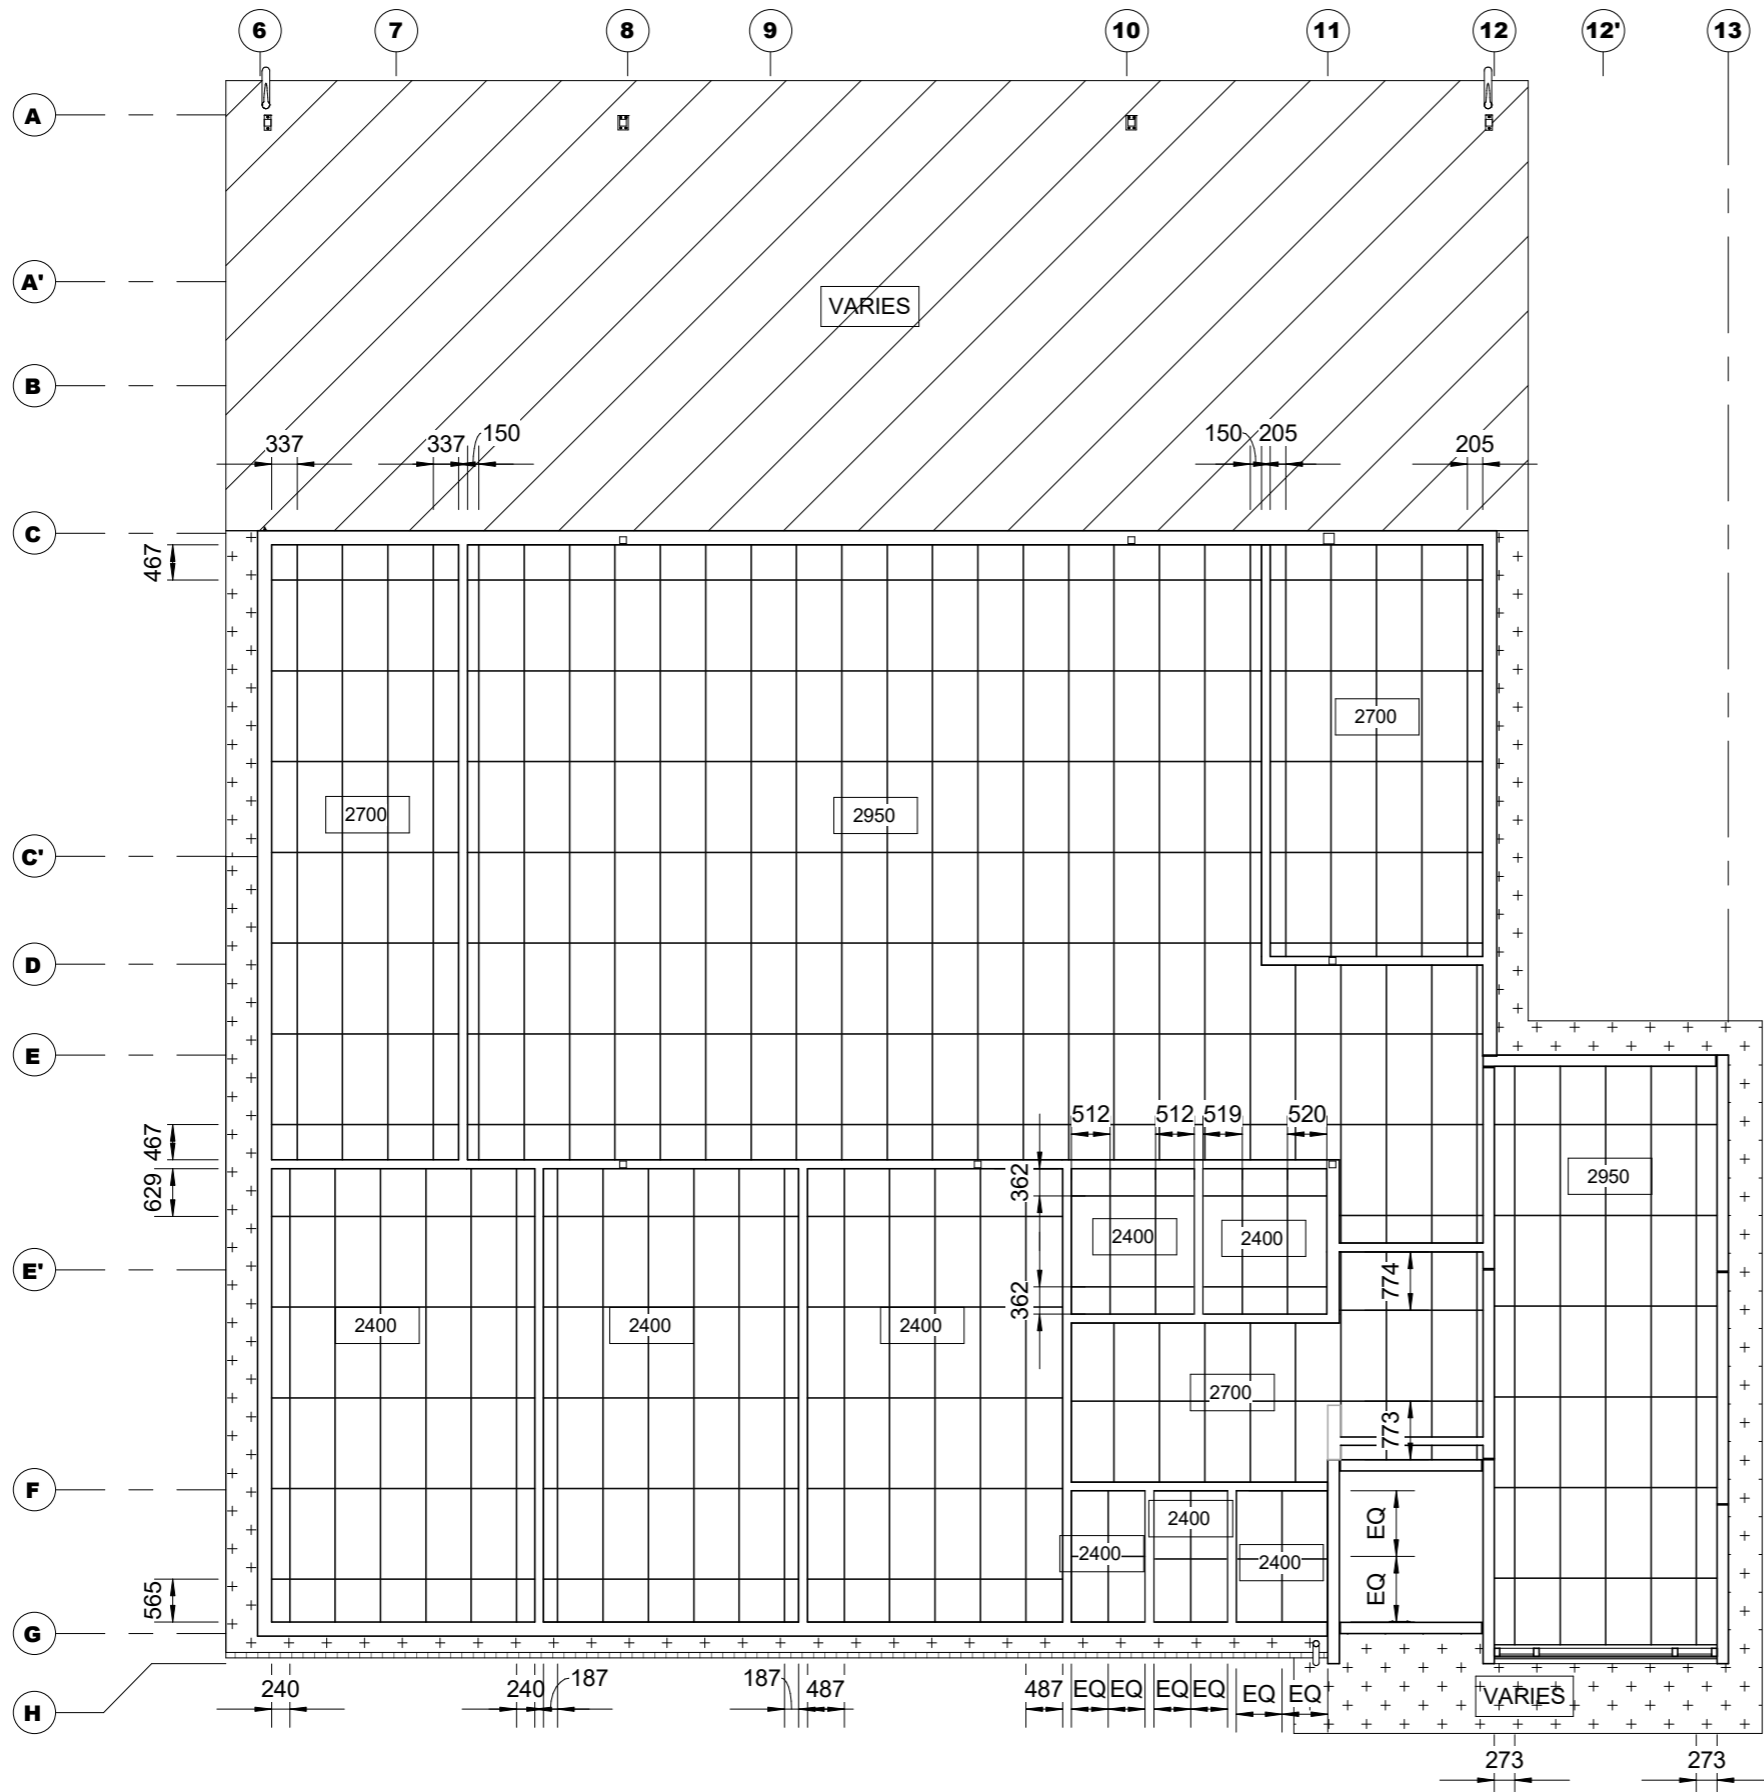 6 7 8 9 10 11 12 12' 13
A
A'
VARIES
B
337 337 150 150 205 205
C
467
2700
2700 2950
C'
D
E
512 512 519 520
467
2950
629
362
2400 2400
E'
774
362
2400 2400 2400
2700
773
F
2400
EQ
2400 2400
565
EQ
G
240 240 187 187 487 487 EQ EQ EQ EQ EQ EQ
VARIES
H
273 273